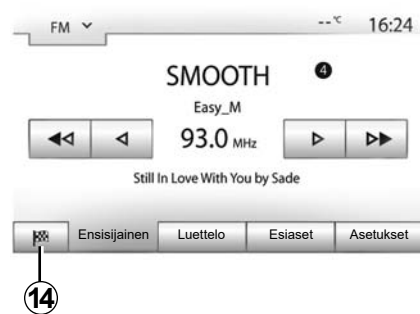 FM --°C 16:24
SMOOTH 4
Easy_M
93.0 MHz
Still In Love With You by Sade
Ensisijainen Luettelo Esiaset Asetukset
14